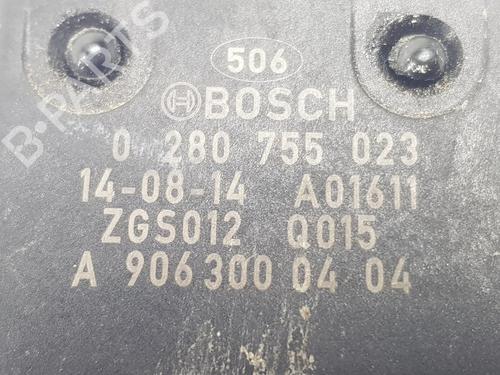 506
BOSCH
0 280 755 023
14-08-14 A01611
ZGS012 Q015
A 906 300 04 04
B-PARTS